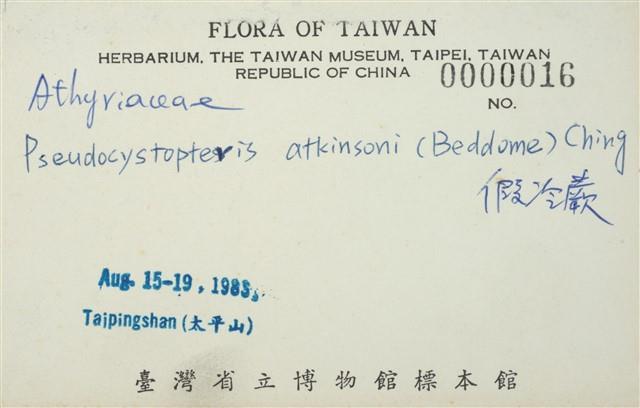 FLORA OF TAIWAN
HERBARIUM, THE TAIWAN MUSEUM, TAIPEI, TAIWAN
REPUBLIC OF CHINA 0000016
NO.
Athyriaceae
Pseudocystopteris atkinsoni (Beddome) Ching
假冷蕨
Aug. 15-19, 1988,
Taipingshan (太平山)
臺灣省立博物館標本館